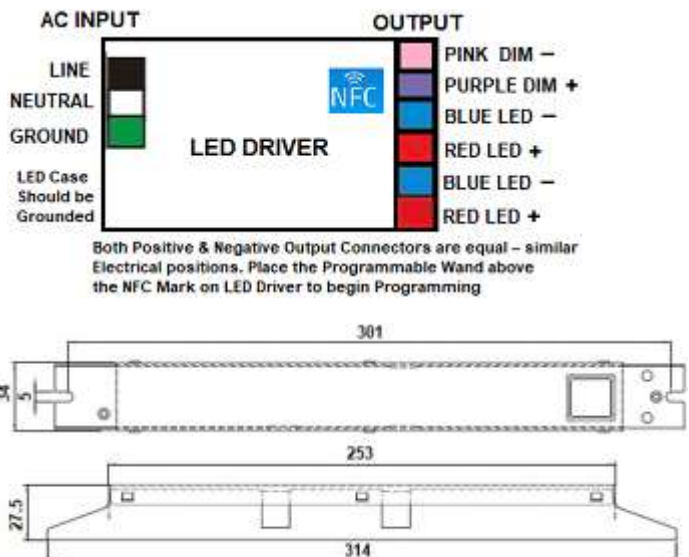 AC INPUT
OUTPUT
LINE
NEUTRAL
GROUND
LED Case
Should be
Grounded
NFC
LED DRIVER
PINK DIM –
PURPLE DIM +
BLUE LED –
RED LED +
BLUE LED –
RED LED +
Both Positive & Negative Output Connectors are equal – similar
Electrical positions. Place the Programmable Wand above
the NFC Mark on LED Driver to begin Programming
301
34
5
253
27.5
314